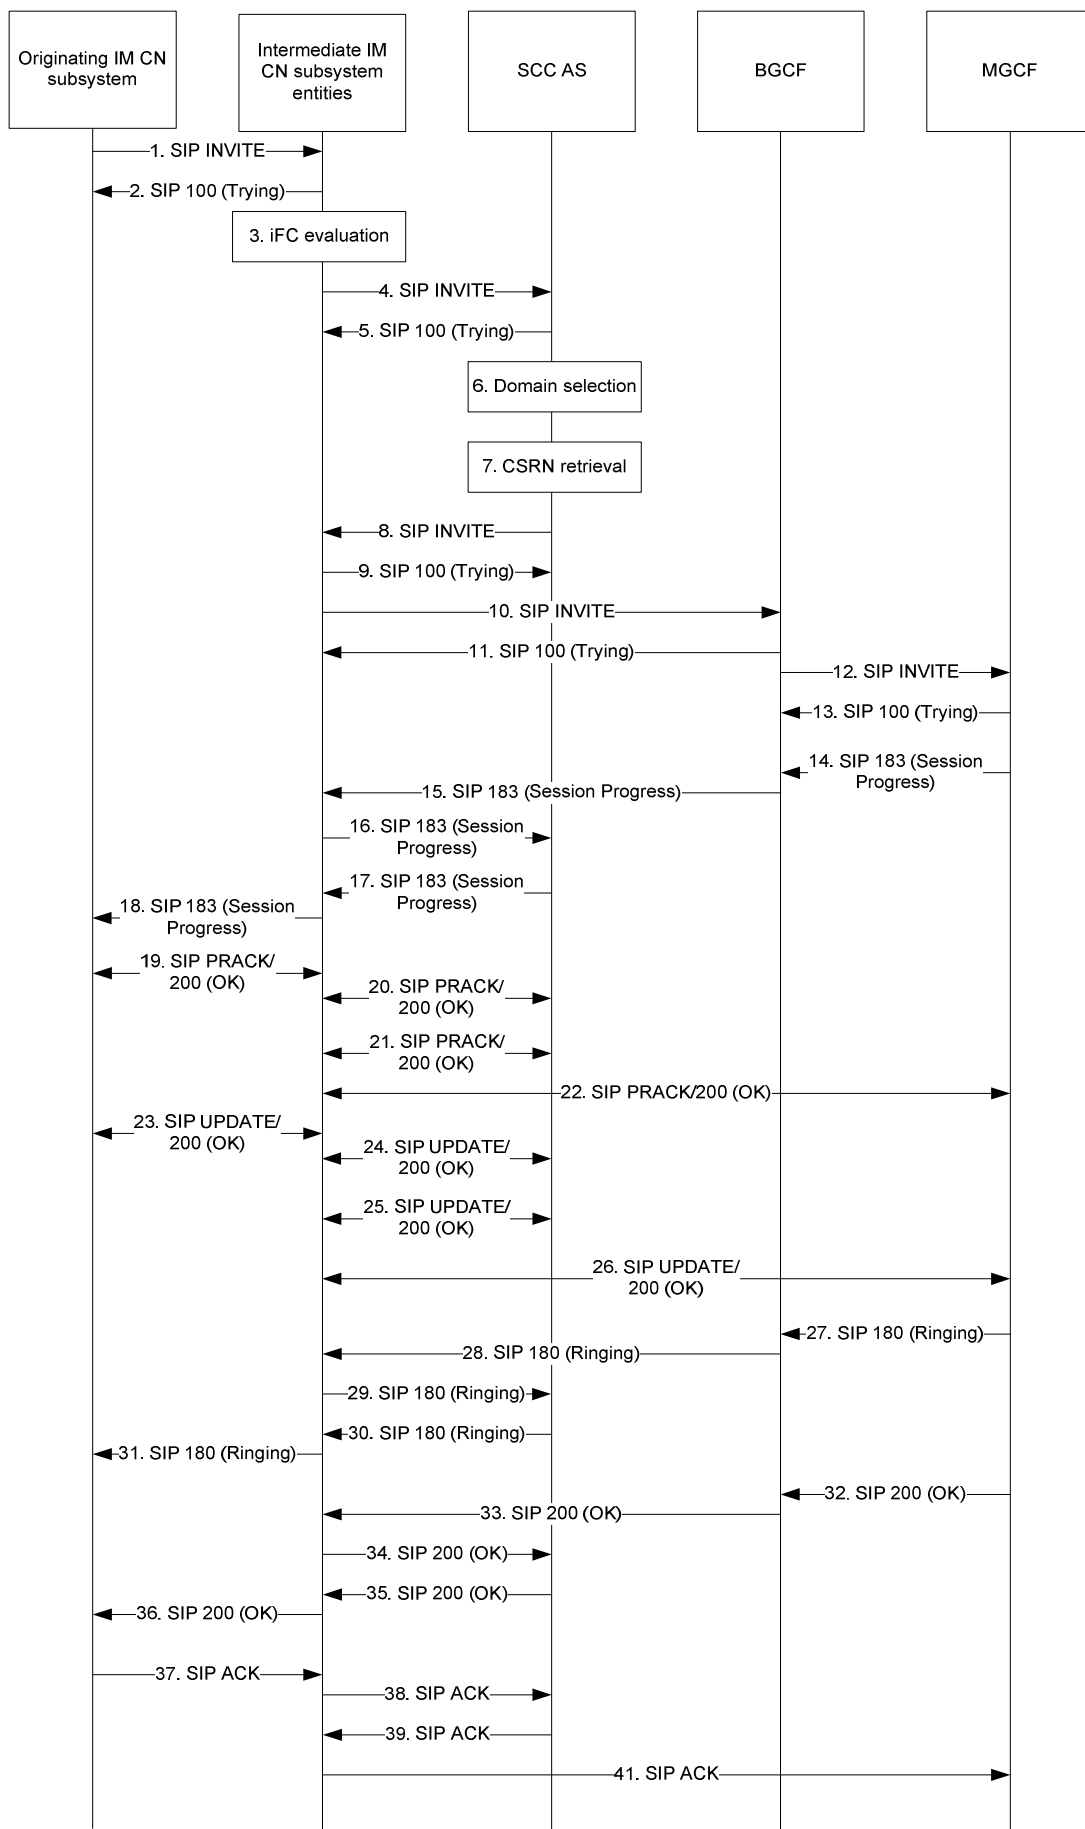 Originating IM CN
subsystem
Intermediate IM
CN subsystem
entities
SCC AS
BGCF
MGCF
1. SIP INVITE
2. SIP 100 (Trying)
3. iFC evaluation
4. SIP INVITE
5. SIP 100 (Trying)
6. Domain selection
7. CSRN retrieval
8. SIP INVITE
9. SIP 100 (Trying)
10. SIP INVITE
11. SIP 100 (Trying)
12. SIP INVITE
13. SIP 100 (Trying)
14. SIP 183 (Session
Progress)
15. SIP 183 (Session Progress)
16. SIP 183 (Session
Progress)
17. SIP 183 (Session
Progress)
18. SIP 183 (Session
Progress)
19. SIP PRACK/
200 (OK)
20. SIP PRACK/
200 (OK)
21. SIP PRACK/
200 (OK)
22. SIP PRACK/200 (OK)
23. SIP UPDATE/
200 (OK)
24. SIP UPDATE/
200 (OK)
25. SIP UPDATE/
200 (OK)
26. SIP UPDATE/
200 (OK)
27. SIP 180 (Ringing)
28. SIP 180 (Ringing)
29. SIP 180 (Ringing)
30. SIP 180 (Ringing)
31. SIP 180 (Ringing)
32. SIP 200 (OK)
33. SIP 200 (OK)
34. SIP 200 (OK)
35. SIP 200 (OK)
36. SIP 200 (OK)
37. SIP ACK
38. SIP ACK
39. SIP ACK
41. SIP ACK